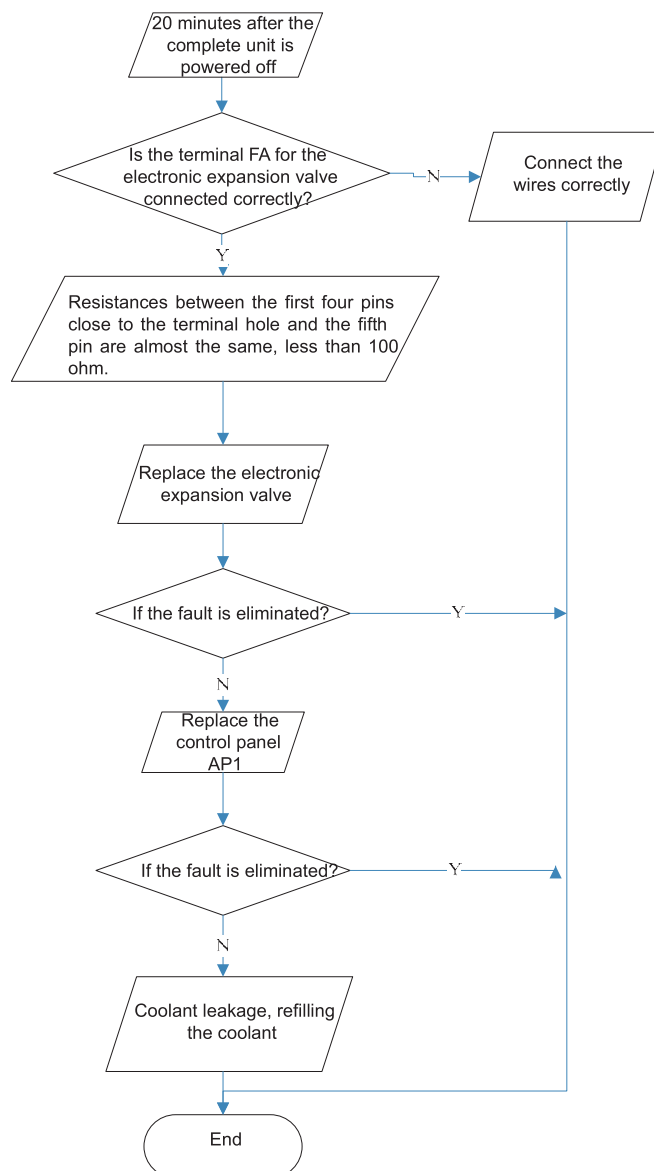 20 minutes after the
complete unit is
powered off
Is the terminal FA for the
electronic expansion valve
connected correctly?
N
Connect the
wires correctly
Y
Resistances between the first four pins
close to the terminal hole and the fifth
pin are almost the same, less than 100
ohm.
Replace the electronic
expansion valve
If the fault is eliminated?
Y
N
Replace the
control panel
AP1
If the fault is eliminated?
Y
N
Coolant leakage, refilling
the coolant
End